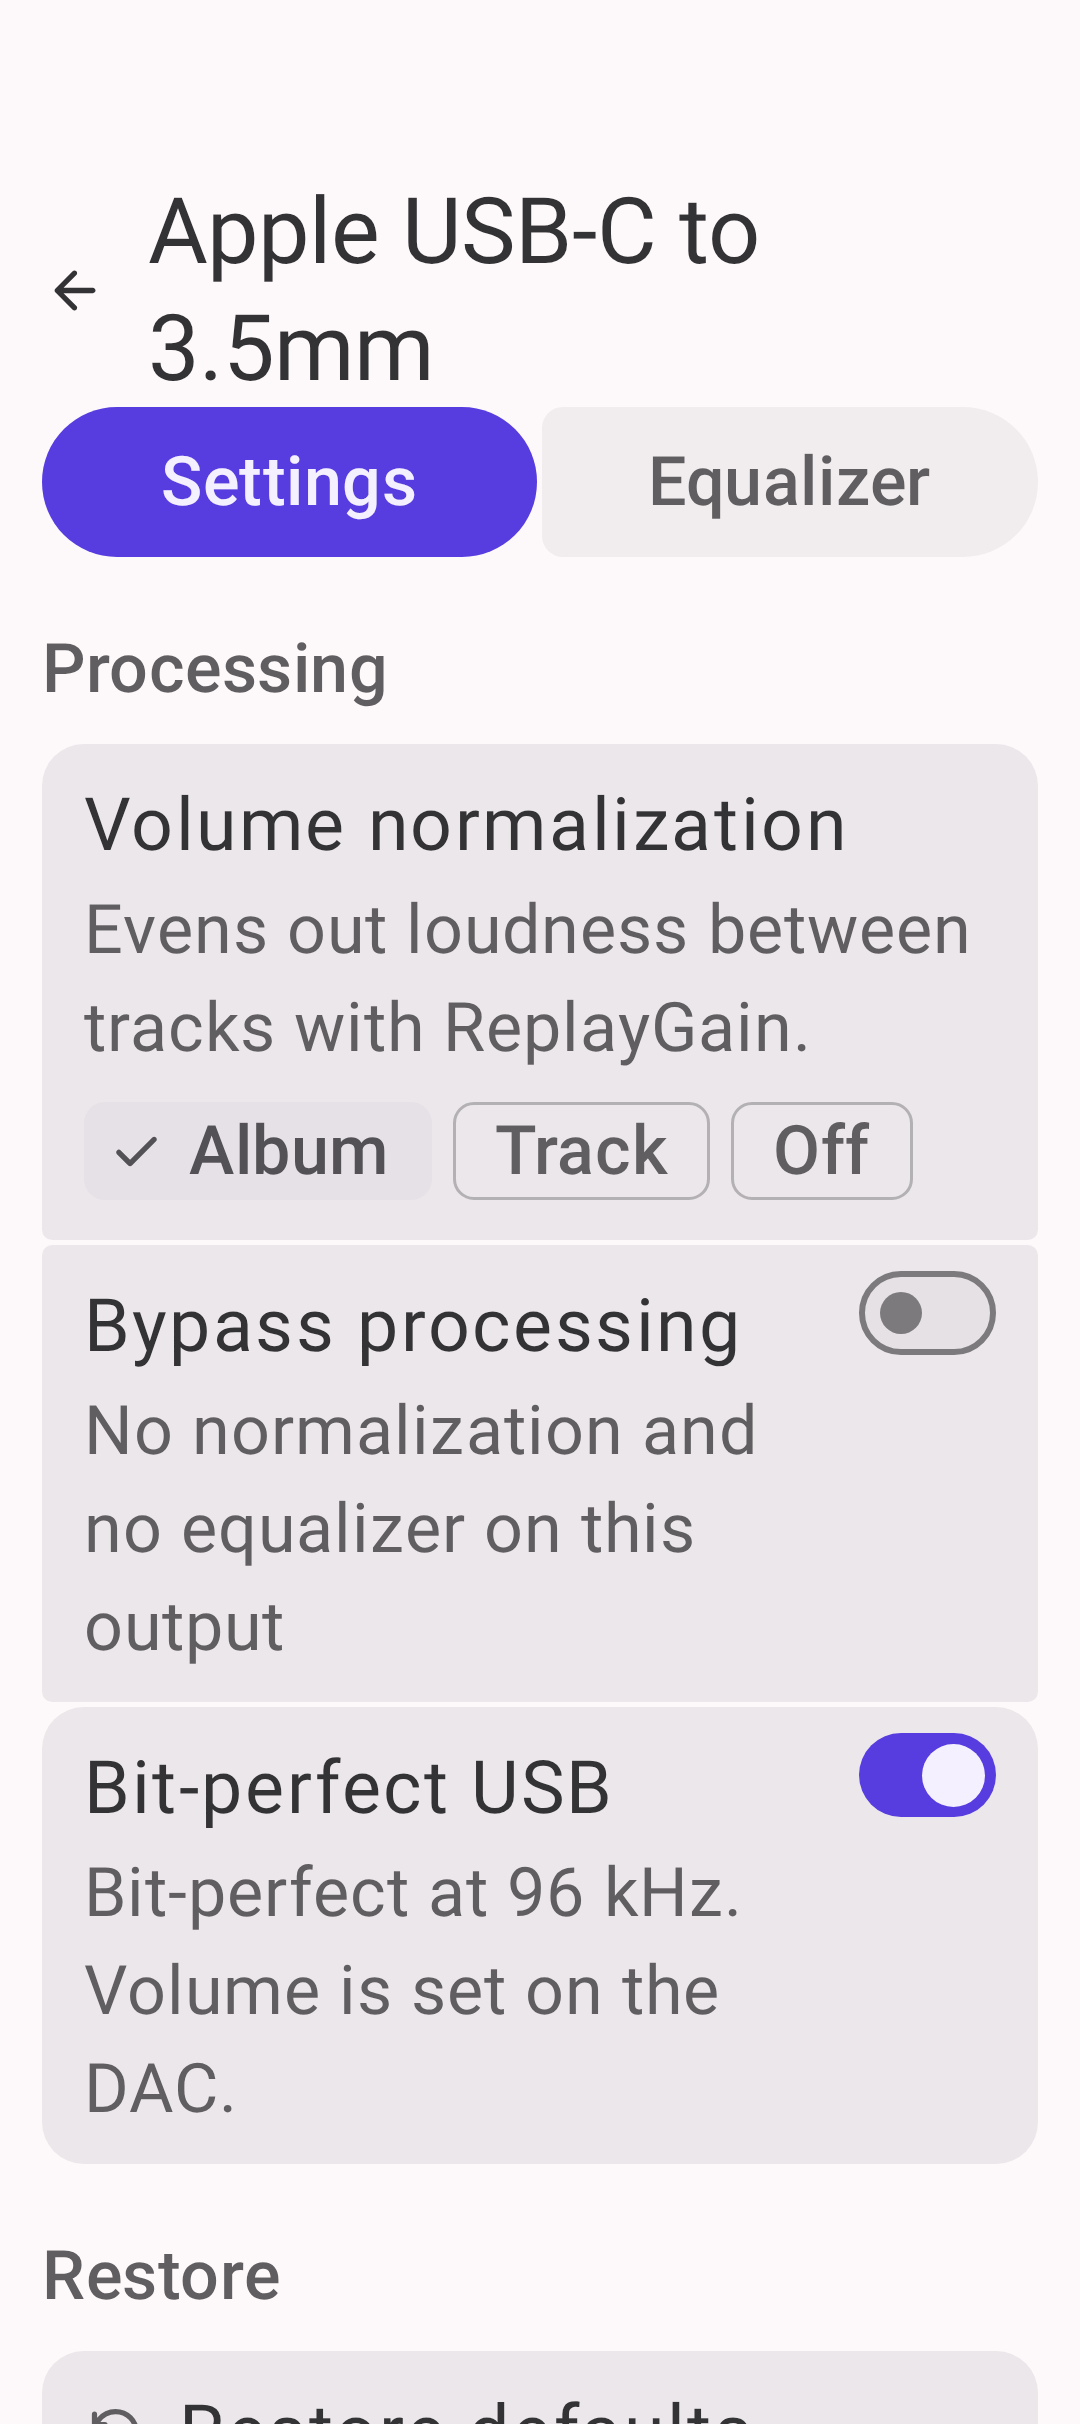 Apple USB-C to
3.5mm
Settings
Equalizer
Processing
Volume normalization
Evens out loudness between
tracks with ReplayGain.
Album
Track
Off
Bypass processing
No normalization and
no equalizer on this
output
Bit-perfect USB
Bit-perfect at 96 kHz.
Volume is set on the
DAC.
Restore
Restore defaults